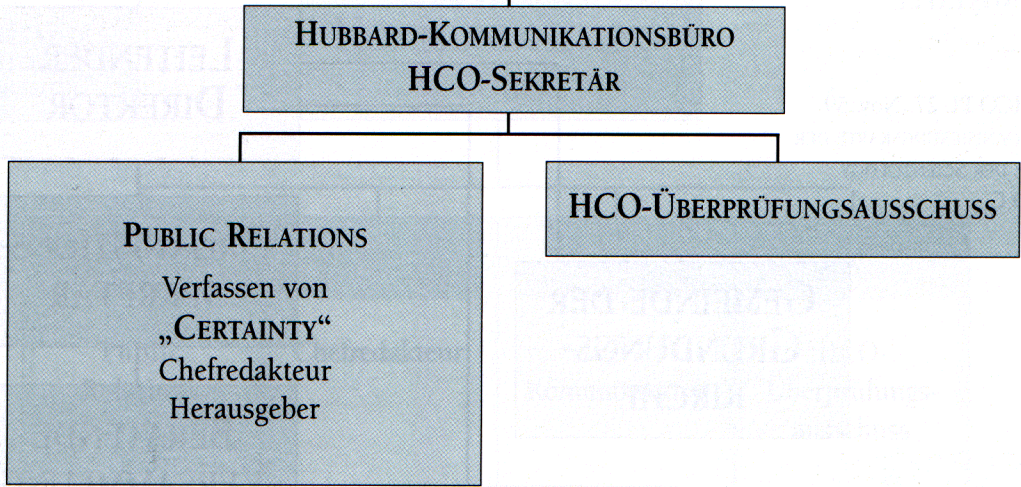 HUBBARD-KOMMUNIKATIONSBÜRO
HCO-SEKRETÄR
PUBLIC RELATIONS
Verfassen von
„CERTAINTY“
Chefredakteur
Herausgeber
HCO-ÜBERPRÜFUNGSAUSSCHUSS